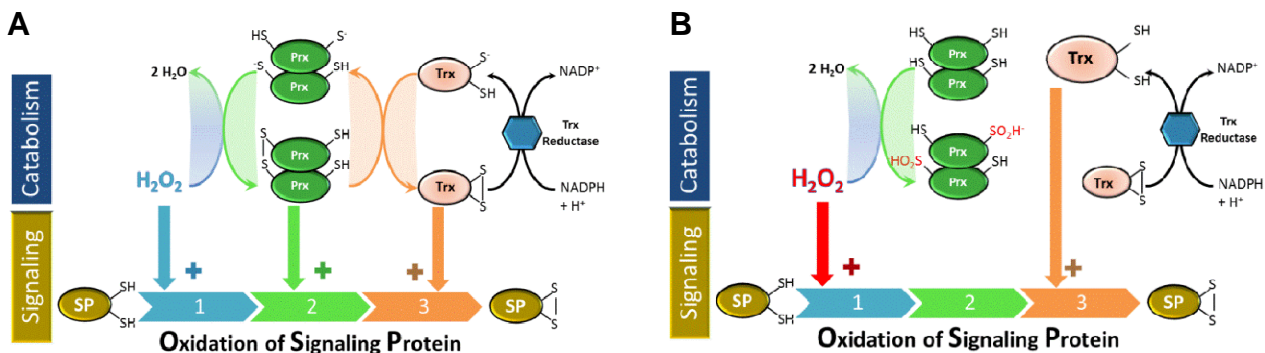 A
Catabolism
Signaling
2 H₂O
H₂O₂
HS
S⁻
Prx
⁻S
SH
Prx
S
S
SH
Prx
SH
Prx
S⁻
Trx
SH
Trx
S
S
NADP⁺
Trx
Reductase
NADPH
+ H⁺
+
+
+
SP
SH
SH
1
2
3
SP
S
S
Oxidation of Signaling Protein
B
Catabolism
Signaling
2 H₂O
H₂O₂
HS
SH
Prx
HS
SH
Prx
HS
SO₂H⁻
Prx
HO₂S
SH
Prx
Trx
SH
SH
Trx
S
S
NADP⁺
Trx
Reductase
NADPH
+ H⁺
+
+
SP
SH
SH
1
2
3
SP
S
S
Oxidation of Signaling Protein